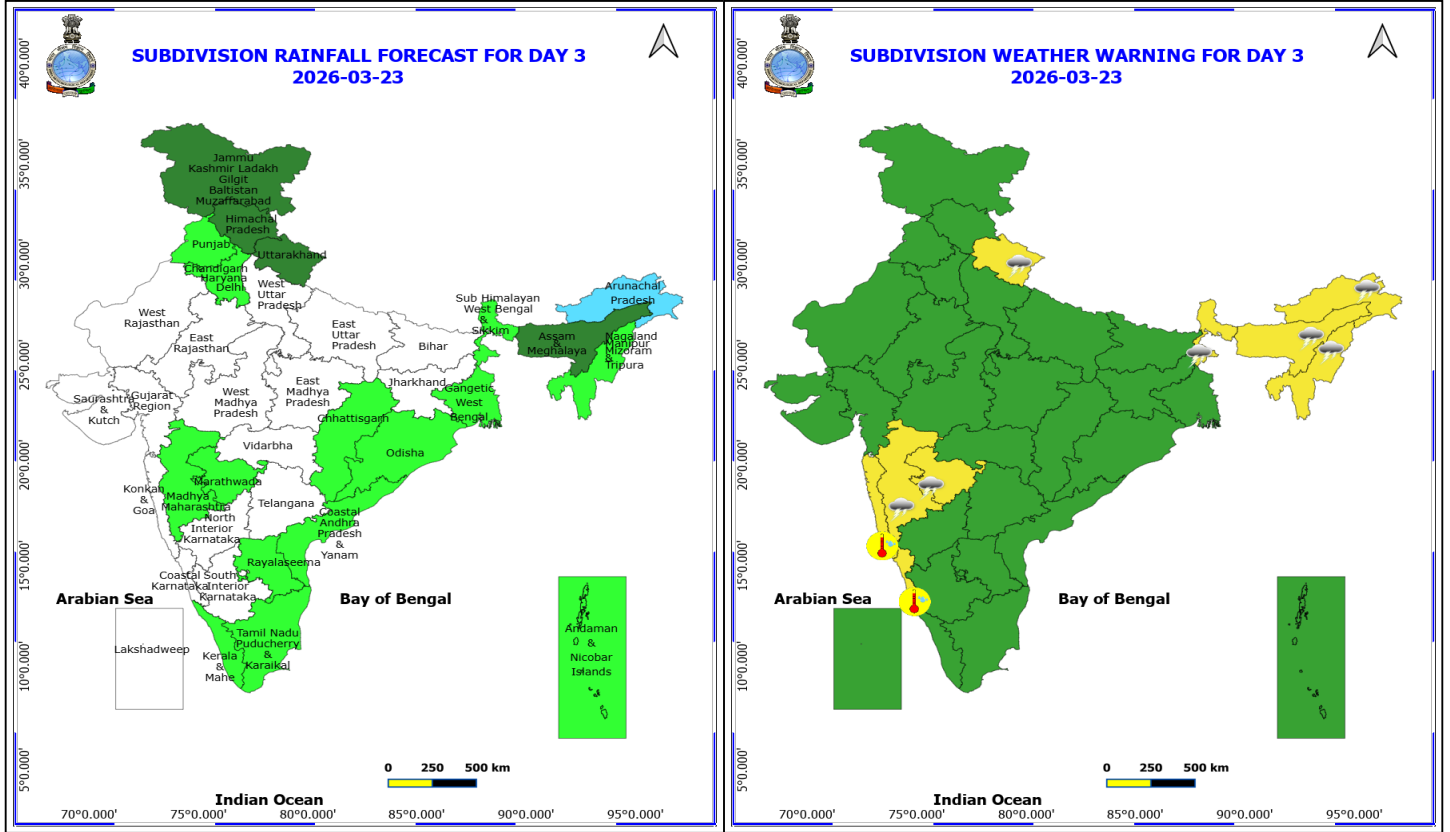 SUBDIVISION RAINFALL FORECAST FOR DAY 3
2026-03-23
40°0.000'
35°0.000'
30°0.000'
25°0.000'
20°0.000'
15°0.000'
10°0.000'
5°0.000'
Jammu
Kashmir Ladakh
Gilgit
Baltistan
Muzaffarabad
Himachal
Pradesh
Punjab
Uttarakhand
Chandigarh
Haryana
Delhi
West
Uttar
Pradesh
West
Rajasthan
East
Rajasthan
East
Uttar
Pradesh
Bihar
Sub Himalayan
West Bengal
&
Sikkim
Arunachal
Pradesh
Assam
&
Meghalaya
Nagaland
Manipur
Mizoram
&
Tripura
Saurashtra
&
Kutch
Gujarat
Region
West
Madhya
Pradesh
East
Madhya
Pradesh
Jharkhand
Gangetic
West
Bengal
Chhattisgarh
Odisha
Vidarbha
Marathwada
Madhya
Maharashtra
Konkan
&
Goa
Telangana
North
Interior
Karnataka
Coastal
Andhra
Pradesh
&
Yanam
Rayalaseema
Coastal
Karnataka
South
Interior
Karnataka
Arabian Sea
Bay of Bengal
Lakshadweep
Kerala
&
Mahe
Tamil Nadu
Puducherry
&
Karaikal
Andaman
&
Nicobar
Islands
0 250 500 km
Indian Ocean
70°0.000' 75°0.000' 80°0.000' 85°0.000' 90°0.000' 95°0.000'
SUBDIVISION WEATHER WARNING FOR DAY 3
2026-03-23
40°0.000'
35°0.000'
30°0.000'
25°0.000'
20°0.000'
15°0.000'
10°0.000'
5°0.000'
Arabian Sea
Bay of Bengal
0 250 500 km
Indian Ocean
70°0.000' 75°0.000' 80°0.000' 85°0.000' 90°0.000' 95°0.000'